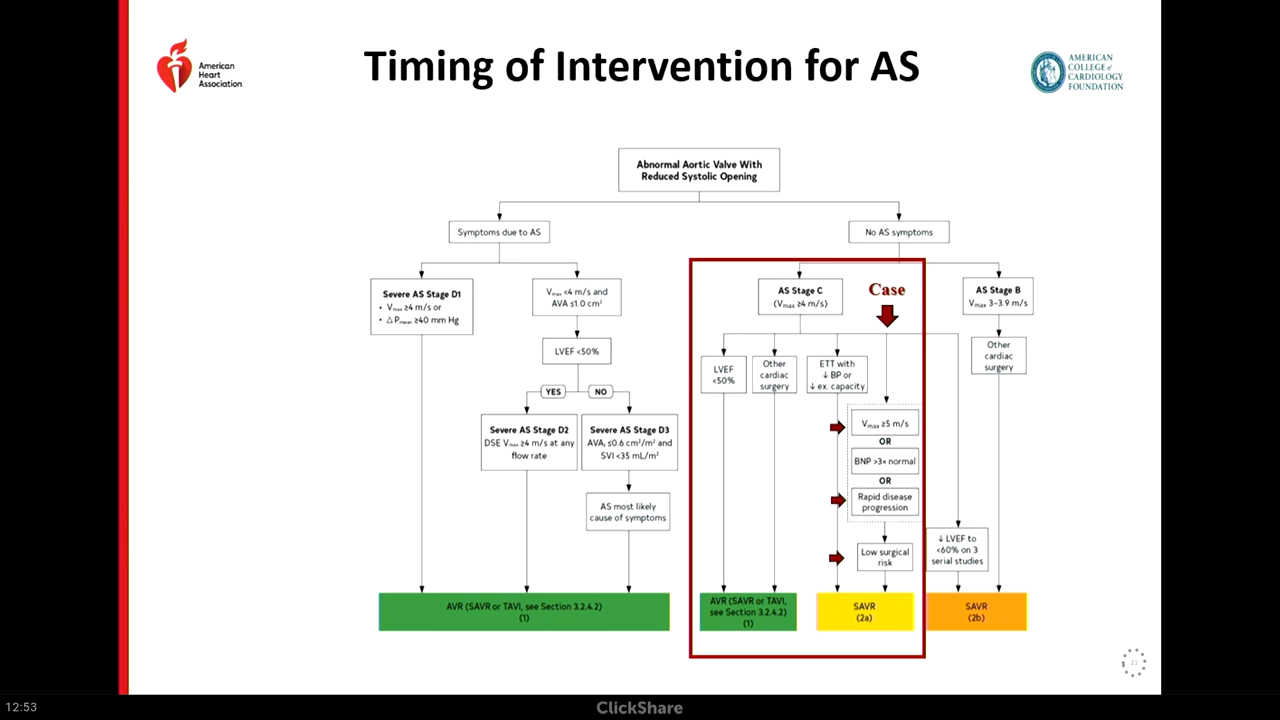 American
Heart
Association.
Timing of Intervention for AS
AMERICAN
COLLEGE of
CARDIOLOGY
FOUNDATION
Abnormal Aortic Valve With
Reduced Systolic Opening
Symptoms due to AS
No AS symptoms
Severe AS Stage D1
• Vmax ≥4 m/s or
• △Pmean ≥40 mm Hg
Vmax <4 m/s and
AVA ≤1.0 cm²
LVEF <50%
YES
NO
Severe AS Stage D2
DSE Vmax ≥4 m/s at any
flow rate
Severe AS Stage D3
AVAi ≤0.6 cm²/m² and
SVI <35 mL/m²
AS most likely
cause of symptoms
AVR (SAVR or TAVI, see Section 3.2.4.2)
(1)
AS Stage C
(Vmax ≥4 m/s)
Case
AS Stage B
Vmax 3-3.9 m/s
LVEF
<50%
Other
cardiac
surgery
ETT with
↓ BP or
↓ ex. capacity
Other
cardiac
surgery
Vmax ≥5 m/s
OR
BNP >3× normal
OR
Rapid disease
progression
Low surgical
risk
↓ LVEF to
<60% on 3
serial studies
AVR (SAVR or TAVI,
see Section 3.2.4.2)
(1)
SAVR
(2a)
SAVR
(2b)
21
12:53
ClickShare